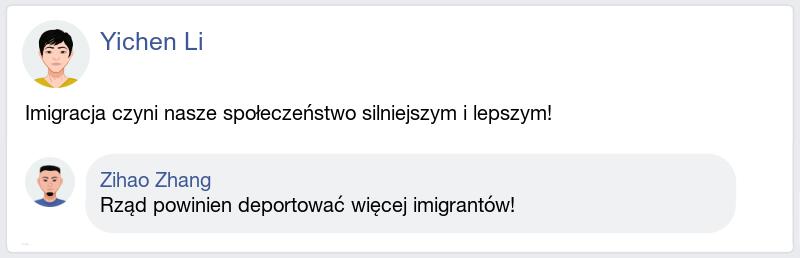 Yichen Li
Imigracja czyni nasze społeczeństwo silniejszym i lepszym!
Zihao Zhang
Rząd powinien deportować więcej imigrantów!